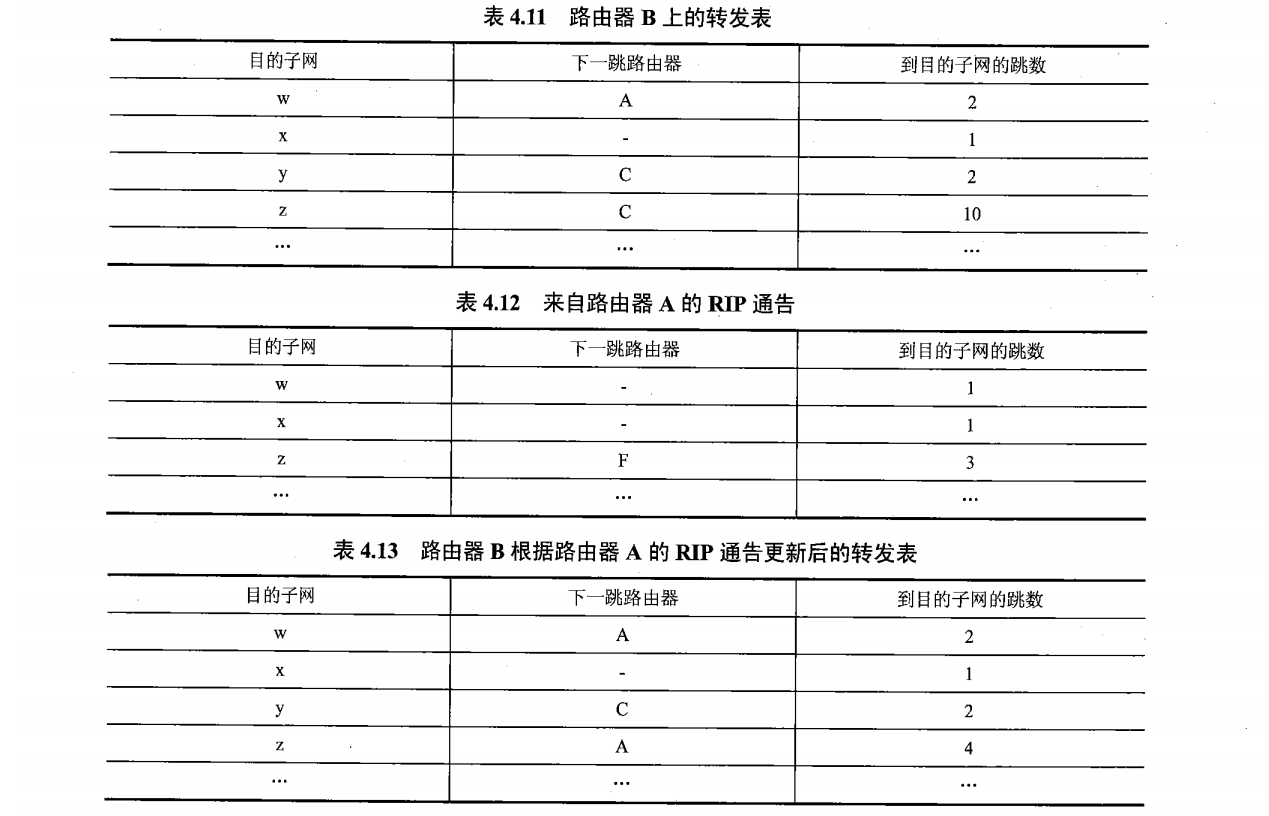 表 4.11 路由器 B 上的转发表
目的子网 下一跳路由器 到目的子网的跳数
w A 2
x - 1
y C 2
z C 10
... ... ...
表 4.12 来自路由器 A 的 RIP 通告
目的子网 下一跳路由器 到目的子网的跳数
w - 1
x - 1
z F 3
... ... ...
表 4.13 路由器 B 根据路由器 A 的 RIP 通告更新后的转发表
目的子网 下一跳路由器 到目的子网的跳数
w A 2
x - 1
y C 2
z A 4
... ... ...